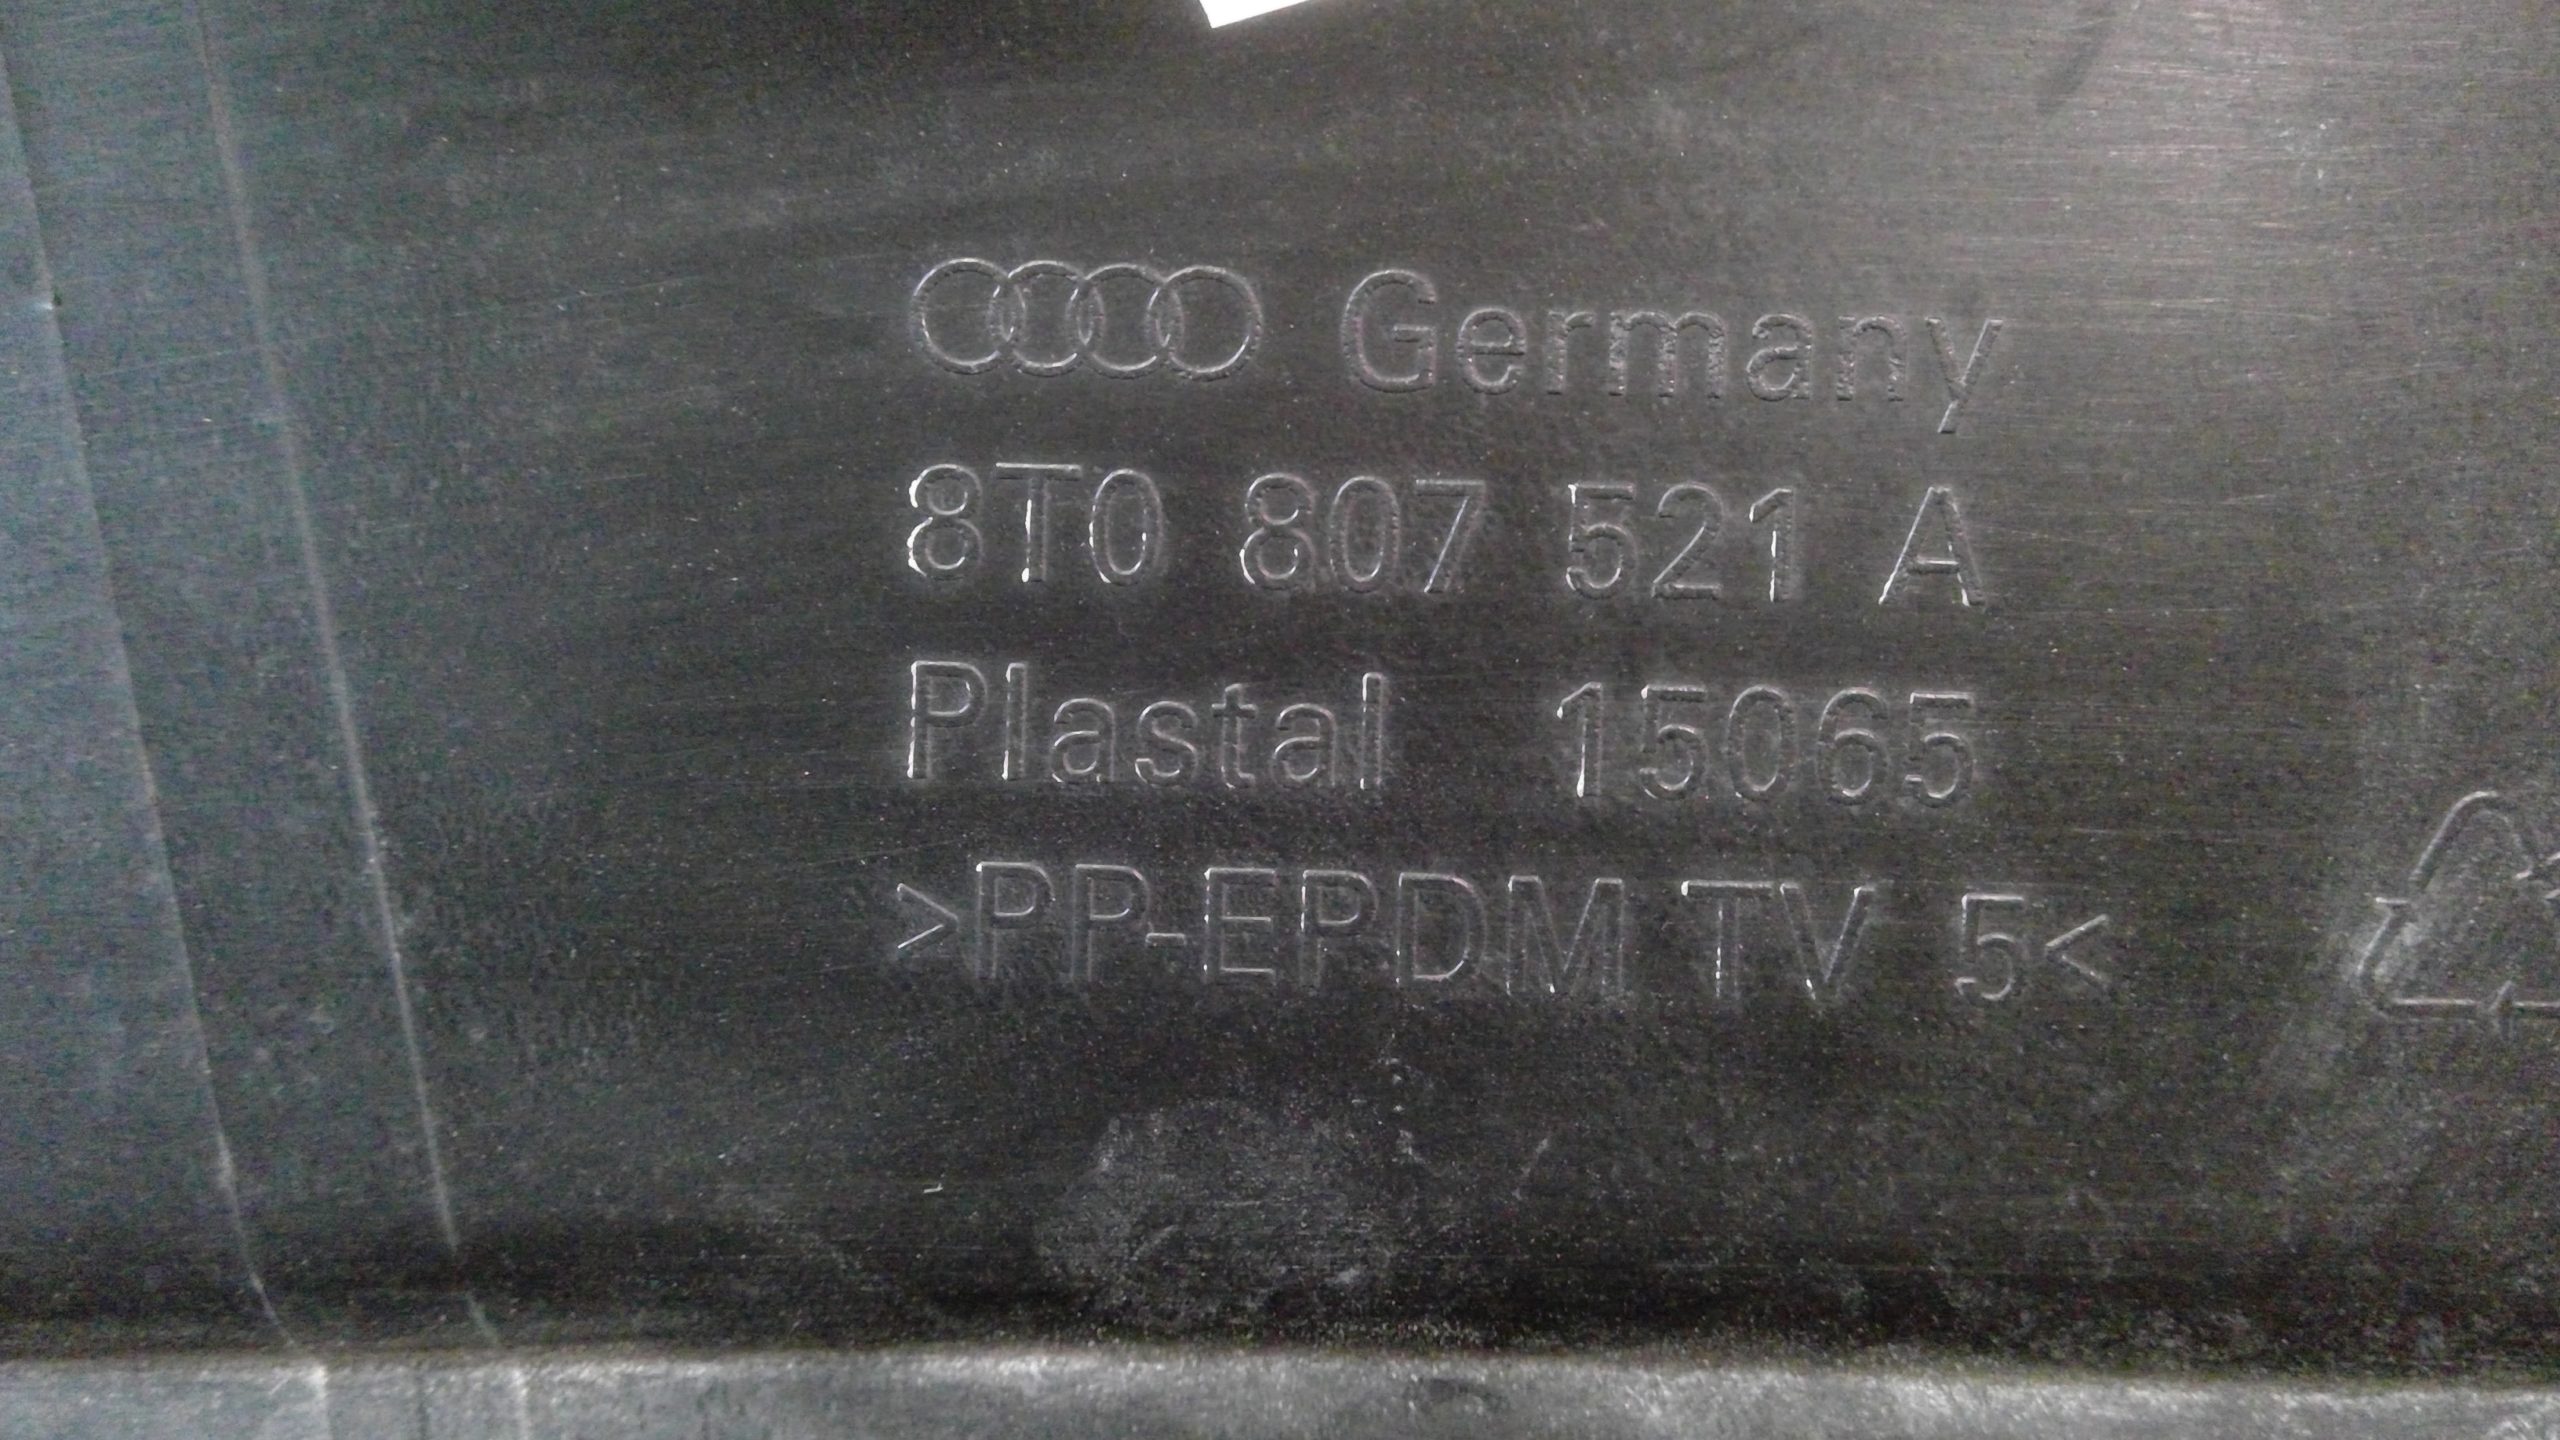 Germany
8T0 807 521 A
Plastal 15065
>PP-EPDM TV 5<